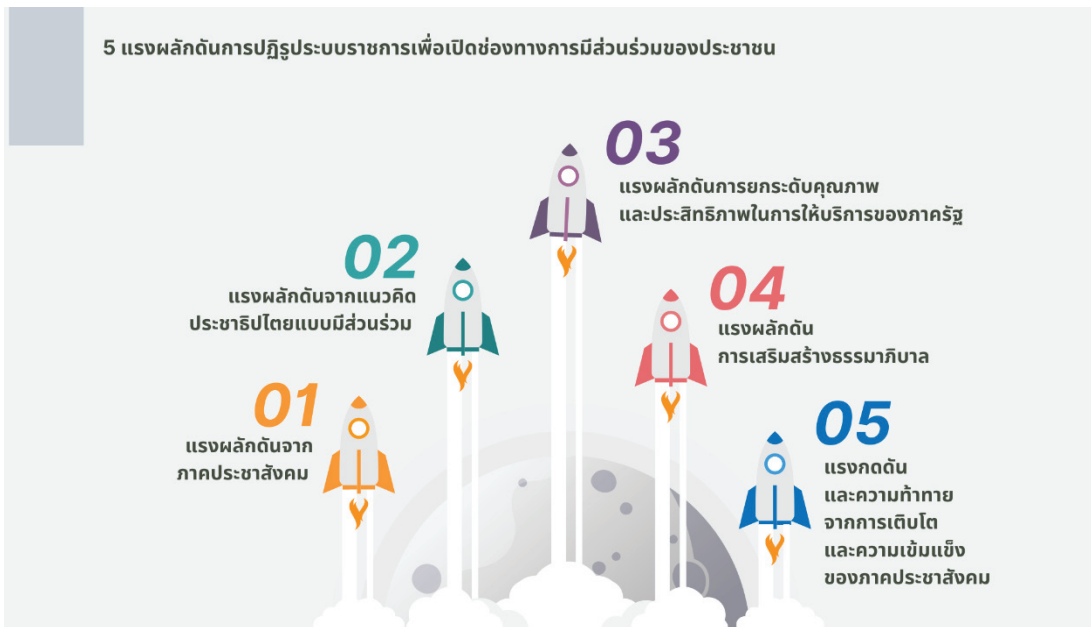 5 แรงผลักดันการปฏิรูประบบราชการเพื่อเปิดช่องทางการมีส่วนร่วมของประชาชน
01
แรงผลักดันจาก
ภาคประชาสังคม
02
แรงผลักดันจากแนวคิด
ประชาธิปไตยแบบมีส่วนร่วม
03
แรงผลักดันการยกระดับคุณภาพ
และประสิทธิภาพในการให้บริการของภาครัฐ
04
แรงผลักดัน
การเสริมสร้างธรรมาภิบาล
05
แรงกดดัน
และความท้าทาย
จากการเติบโต
และความเข้มแข็ง
ของภาคประชาสังคม